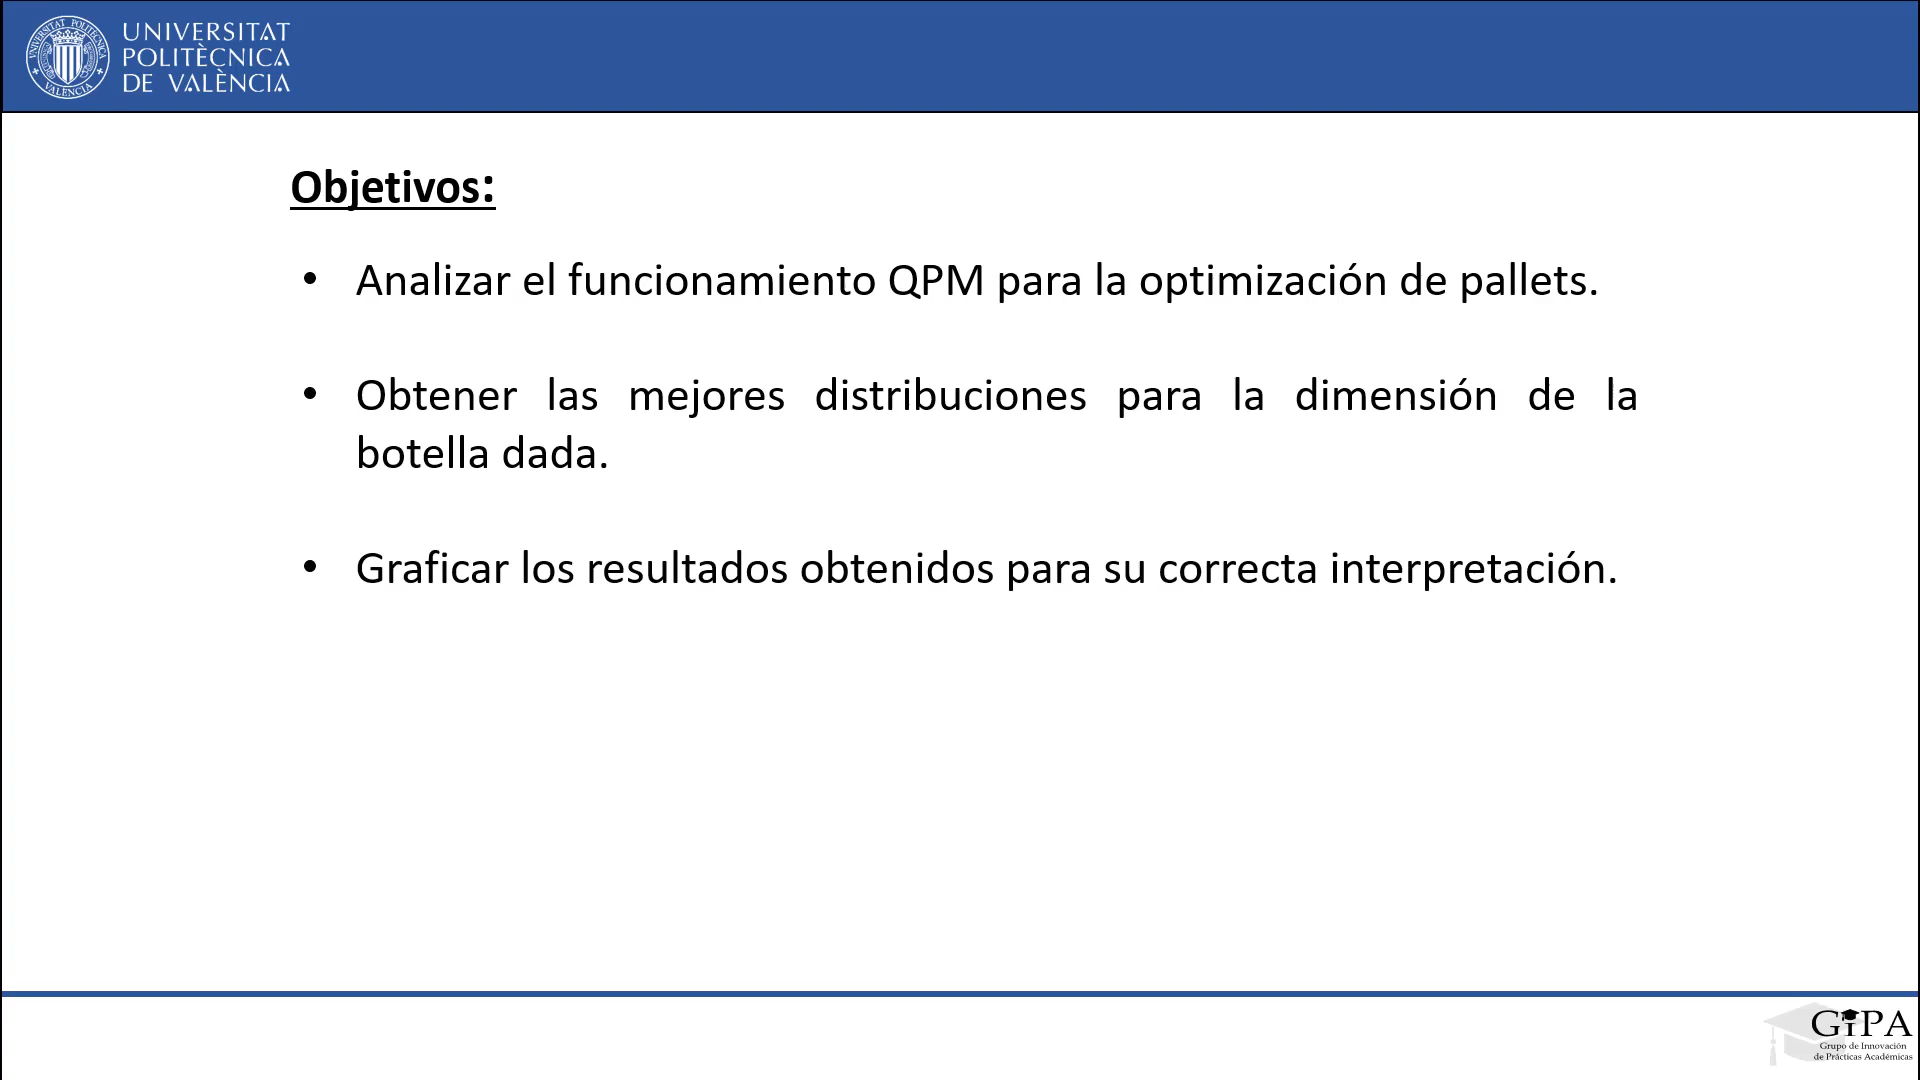 UNIVERSITAT
POLITÈCNICA
DE VALÈNCIA
Objetivos:
• Analizar el funcionamiento QPM para la optimización de pallets.
• Obtener las mejores distribuciones para la dimensión de la
botella dada.
• Graficar los resultados obtenidos para su correcta interpretación.
GiPA
Grupo de Innovación
de Prácticas Académicas